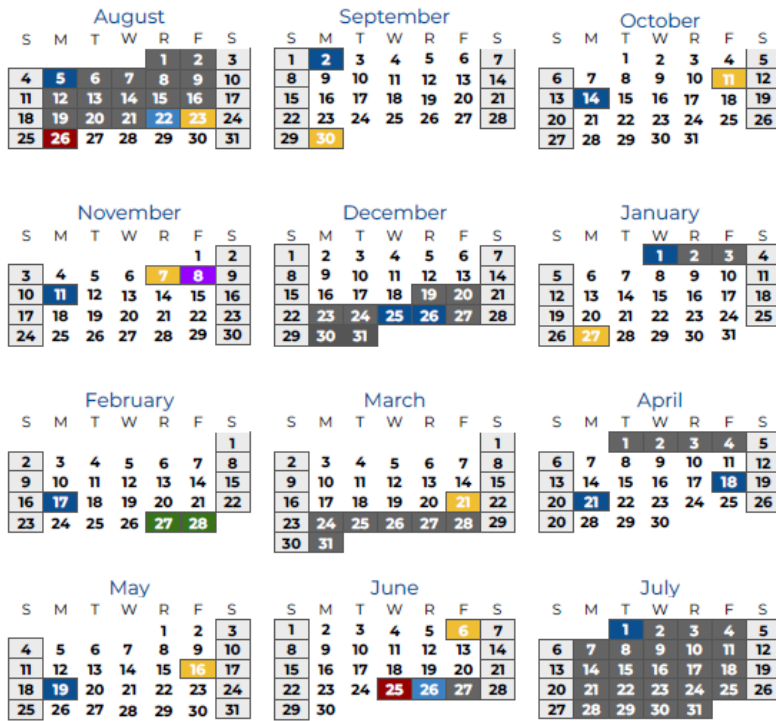 August
S M T W R F S
1 2 3
4 5 6 7 8 9 10
11 12 13 14 15 16 17
18 19 20 21 22 23 24
25 26 27 28 29 30 31
September
S M T W R F S
1 2 3 4 5 6 7
8 9 10 11 12 13 14
15 16 17 18 19 20 21
22 23 24 25 26 27 28
29 30
October
S M T W R F S
1 2 3 4 5
6 7 8 9 10 11 12
13 14 15 16 17 18 19
20 21 22 23 24 25 26
27 28 29 30 31
November
S M T W R F S
1 2
3 4 5 6 7 8 9
10 11 12 13 14 15 16
17 18 19 20 21 22 23
24 25 26 27 28 29 30
December
S M T W R F S
1 2 3 4 5 6 7
8 9 10 11 12 13 14
15 16 17 18 19 20 21
22 23 24 25 26 27 28
29 30 31
January
S M T W R F S
1 2 3 4
5 6 7 8 9 10 11
12 13 14 15 16 17 18
19 20 21 22 23 24 25
26 27 28 29 30 31
February
S M T W R F S
1
2 3 4 5 6 7 8
9 10 11 12 13 14 15
16 17 18 19 20 21 22
23 24 25 26 27 28
March
S M T W R F S
1
2 3 4 5 6 7 8
9 10 11 12 13 14 15
16 17 18 19 20 21 22
23 24 25 26 27 28 29
30 31
April
S M T W R F S
1 2 3 4 5
6 7 8 9 10 11 12
13 14 15 16 17 18 19
20 21 22 23 24 25 26
20 28 29 30
May
S M T W R F S
1 2 3
4 5 6 7 8 9 10
11 12 13 14 15 16 17
18 19 20 21 22 23 24
25 26 27 28 29 30 31
June
S M T W R F S
1 2 3 4 5 6 7
8 9 10 11 12 13 14
15 16 17 18 19 20 21
22 23 24 25 26 27 28
29 30
July
S M T W R F S
1 2 3 4 5
6 7 8 9 10 11 12
13 14 15 16 17 18 19
20 21 22 23 24 25 26
27 28 29 30 31